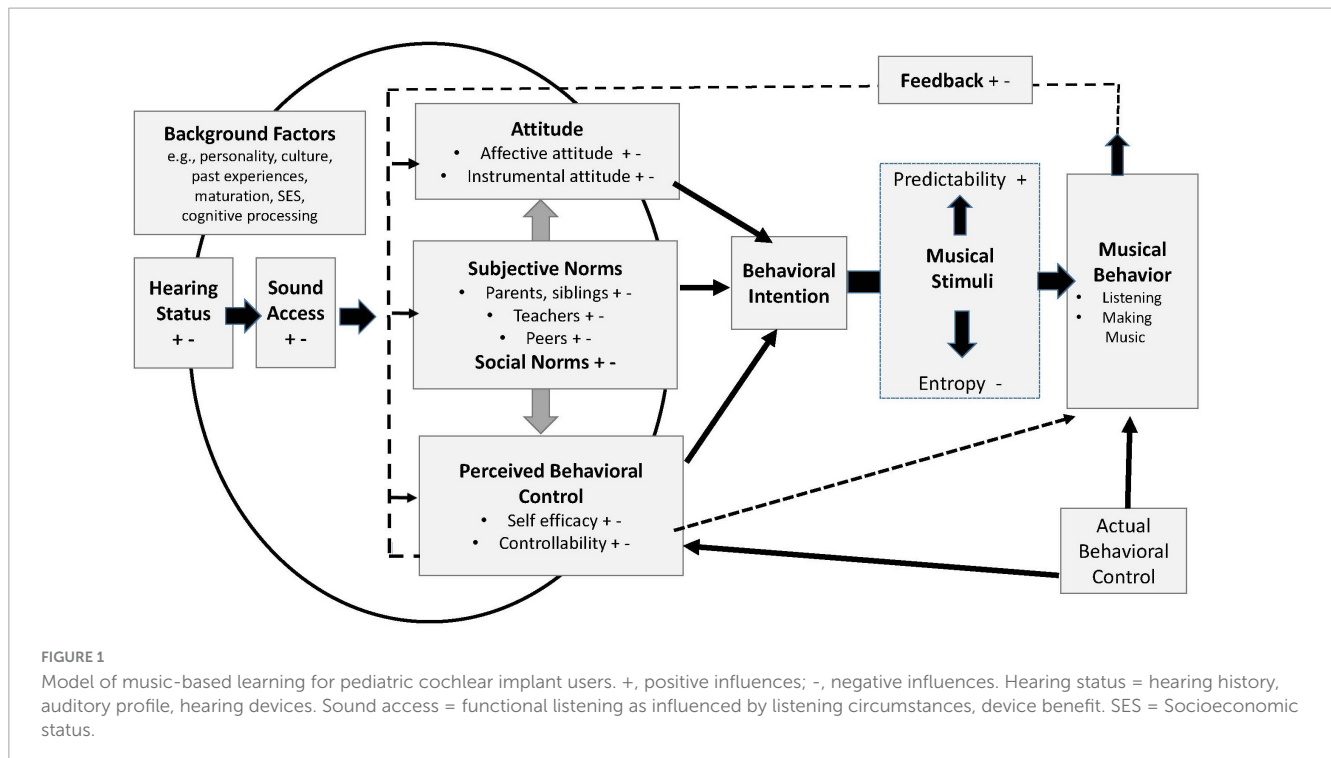 Feedback + -
Background Factors
e.g., personality, culture,
past experiences,
maturation, SES,
cognitive processing
Hearing
Status
+ -
Sound
Access
+ -
Attitude
• Affective attitude + -
• Instrumental attitude + -
Subjective Norms
• Parents, siblings + -
• Teachers + -
• Peers + -
Social Norms + -
Perceived Behavioral
Control
• Self efficacy + -
• Controllability + -
Behavioral
Intention
Predictability +
Musical
Stimuli
Entropy -
Musical
Behavior
• Listening
• Making
Music
Actual
Behavioral
Control
FIGURE 1
Model of music-based learning for pediatric cochlear implant users. +, positive influences; -, negative influences. Hearing status = hearing history,
auditory profile, hearing devices. Sound access = functional listening as influenced by listening circumstances, device benefit. SES = Socioeconomic
status.